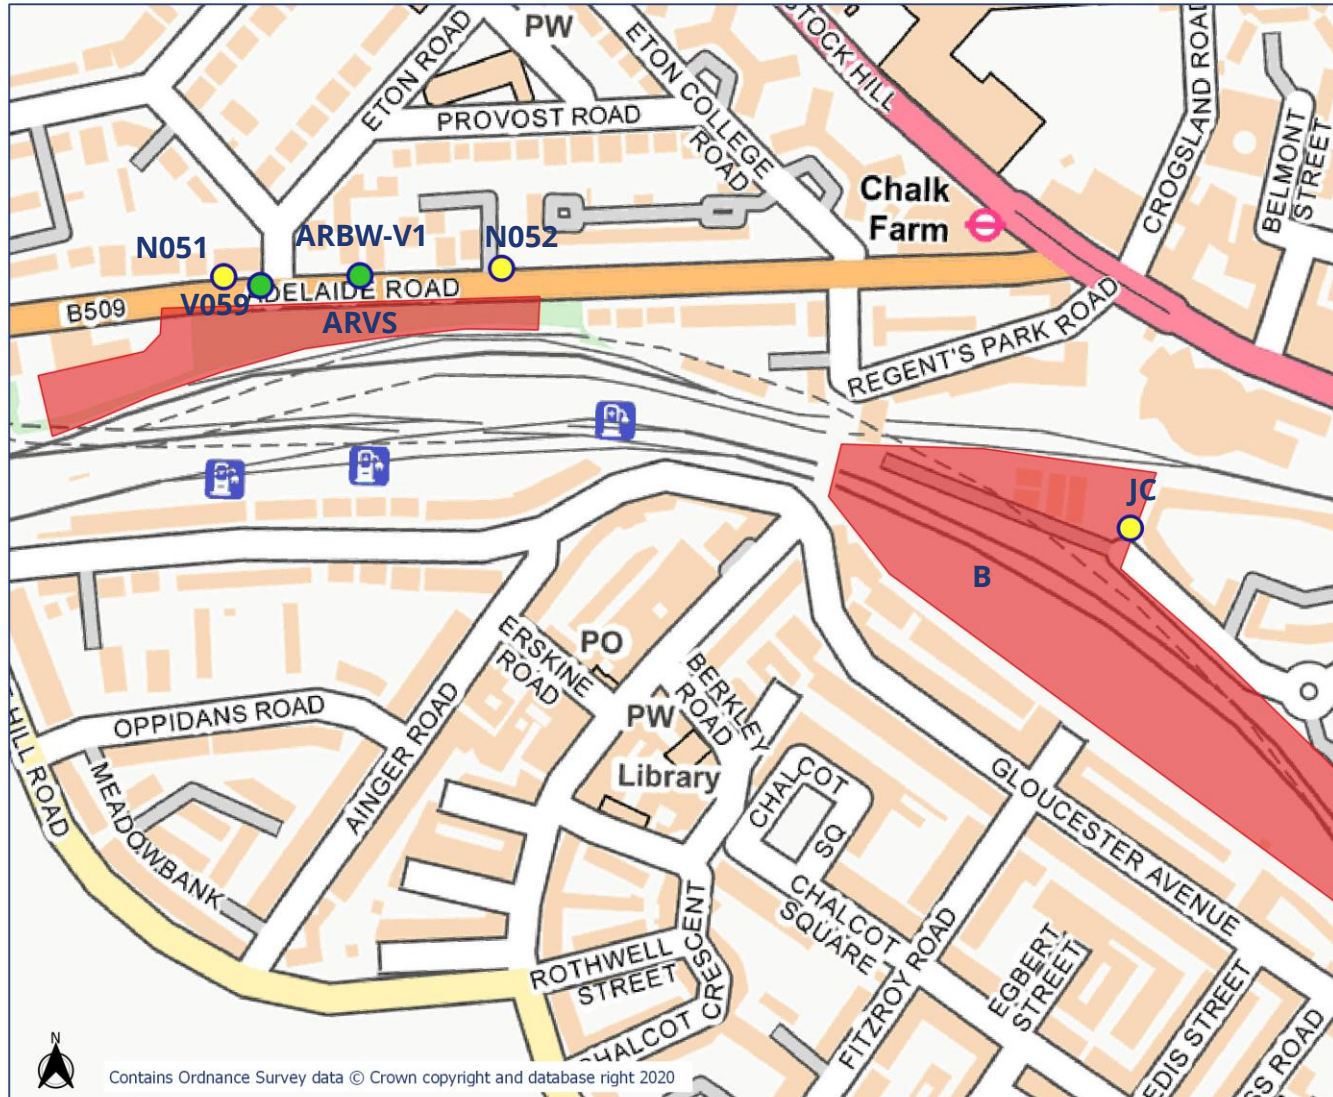 PW
STOCK HILL
ETON ROAD
ETON COLLEGE
ROAD
PROVOST ROAD
CROGSLAND ROAD
BELMONT
STREET
Chalk
Farm
N051
ARBW-V1
N052
V059
ADELAIDE ROAD
B509
ARVS
REGENT'S PARK ROAD
JC
B
ERSKINE
ROAD
PO
BERKLEY
ROAD
PW
Library
OPPIDANS ROAD
AINGER ROAD
HILL ROAD
MEADOWBANK
CHALCOT
SQ
GLOUCESTER AVENUE
CHALCOT
SQUARE
ROTHWELL
STREET
CRESCENT
CHALCOT
FITZROY ROAD
EGBERT
STREET
EDIS STREET
SS ROAD
N
Contains Ordnance Survey data © Crown copyright and database right 2020